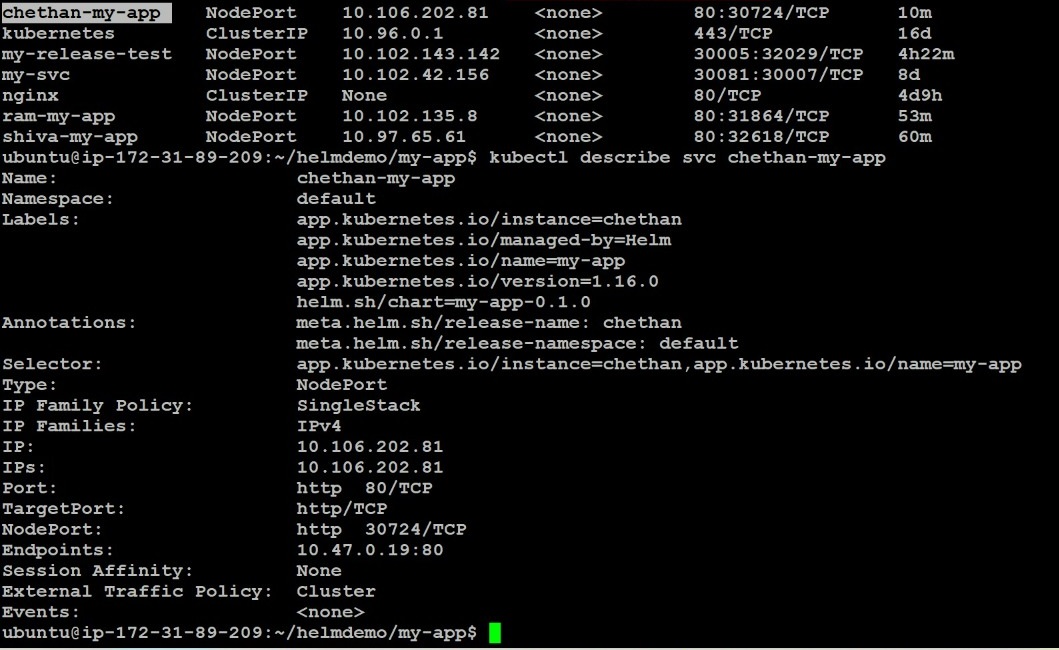 chethan-my-app NodePort 10.106.202.81 <none> 80:30724/TCP 10m
kubernetes ClusterIP 10.96.0.1 <none> 443/TCP 16d
my-release-test NodePort 10.102.143.142 <none> 30005:32029/TCP 4h22m
my-svc NodePort 10.102.42.156 <none> 30081:30007/TCP 8d
nginx ClusterIP None <none> 80/TCP 4d9h
ram-my-app NodePort 10.102.135.8 <none> 80:31864/TCP 53m
shiva-my-app NodePort 10.97.65.61 <none> 80:32618/TCP 60m
ubuntu@ip-172-31-89-209:~/helmdemo/my-app$ kubectl describe svc chethan-my-app
Name: chethan-my-app
Namespace: default
Labels: app.kubernetes.io/instance=chethan
app.kubernetes.io/managed-by=Helm
app.kubernetes.io/name=my-app
app.kubernetes.io/version=1.16.0
helm.sh/chart=my-app-0.1.0
Annotations: meta.helm.sh/release-name: chethan
meta.helm.sh/release-namespace: default
Selector: app.kubernetes.io/instance=chethan,app.kubernetes.io/name=my-app
Type: NodePort
IP Family Policy: SingleStack
IP Families: IPv4
IP: 10.106.202.81
IPs: 10.106.202.81
Port: http 80/TCP
TargetPort: http/TCP
NodePort: http 30724/TCP
Endpoints: 10.47.0.19:80
Session Affinity: None
External Traffic Policy: Cluster
Events: <none>
ubuntu@ip-172-31-89-209:~/helmdemo/my-app$